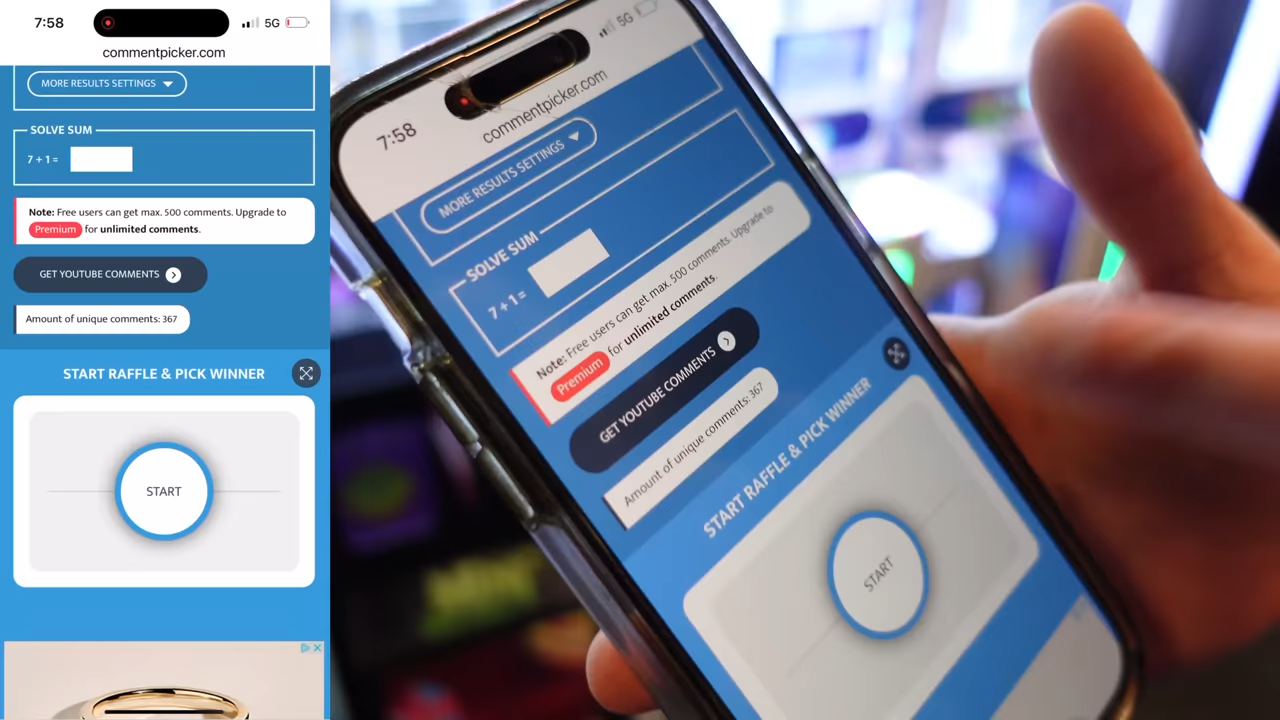 7:58
5G
commentpicker.com
MORE RESULTS SETTINGS
SOLVE SUM
7 + 1 =
Note: Free users can get max. 500 comments. Upgrade to
Premium for unlimited comments.
GET YOUTUBE COMMENTS
Amount of unique comments: 367
START RAFFLE & PICK WINNER
START
7:58
5G
commentpicker.com
MORE RESULTS SETTINGS
SOLVE SUM
7 + 1 =
Note: Free users can get max. 500 comments. Upgrade to
Premium for unlimited comments.
GET YOUTUBE COMMENTS
Amount of unique comments: 367
START RAFFLE & PICK WINNER
START